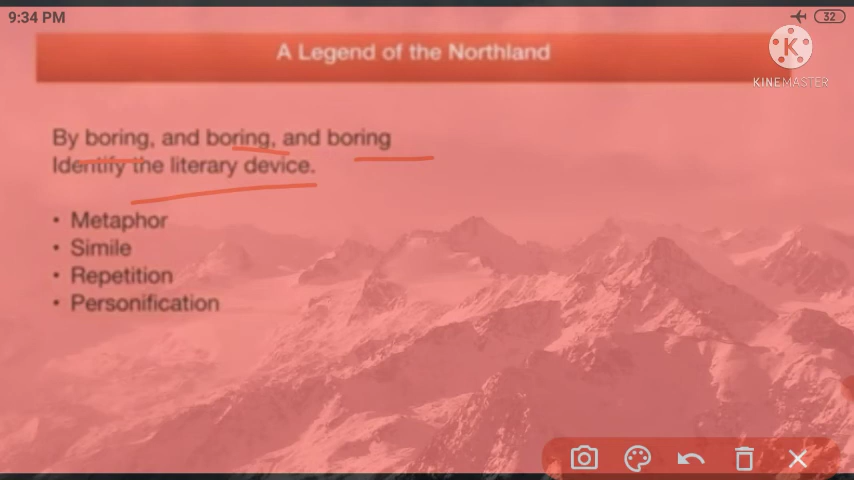 9:34 PM
32
A Legend of the Northland
K
KINEMASTER
By boring, and boring, and boring
Identify the literary device.
• Metaphor
• Simile
• Repetition
• Personification